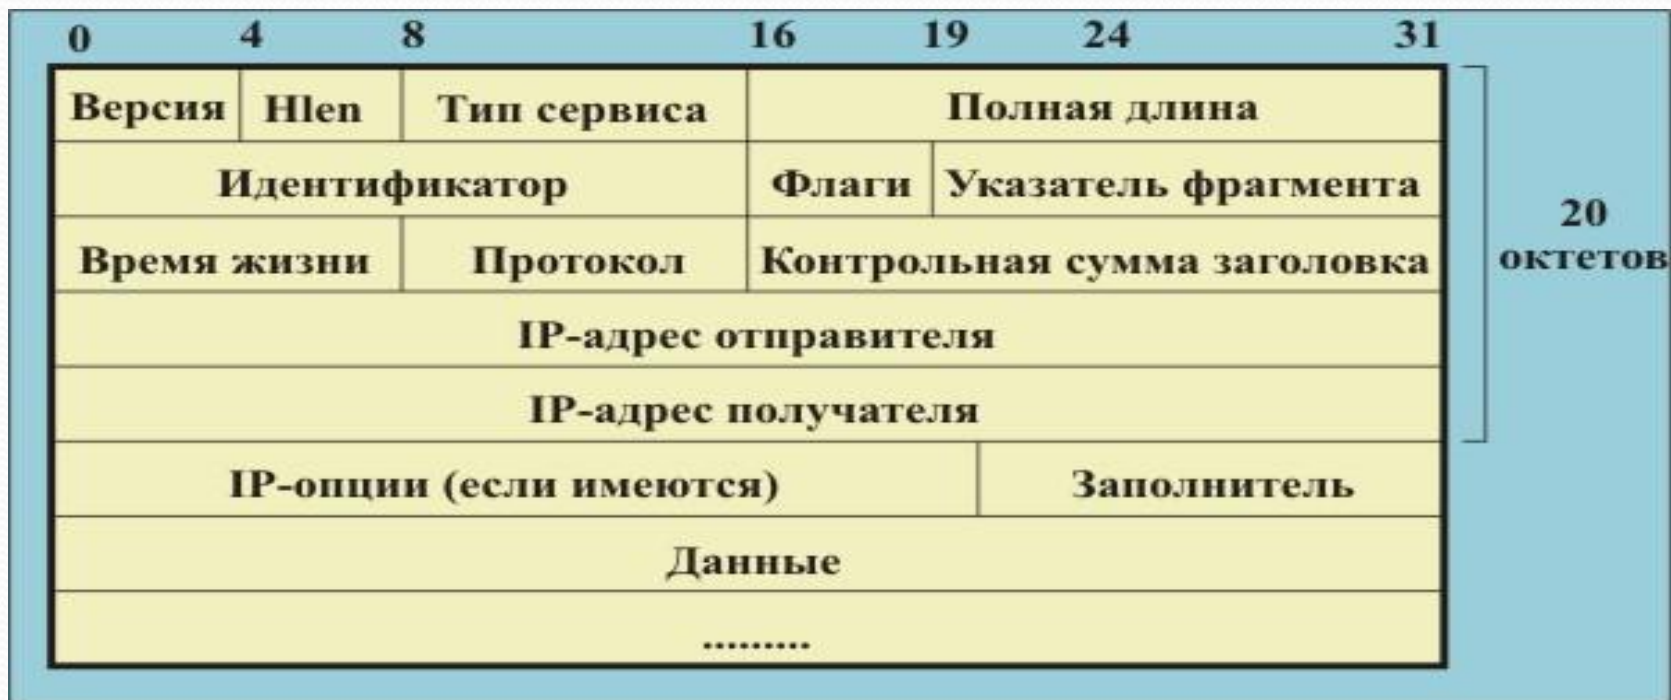 0 4 8 16 19 24 31
Версия Hlen Тип сервиса Полная длина
Идентификатор Флаги Указатель фрагмента
Время жизни Протокол Контрольная сумма заголовка
IP-адрес отправителя
IP-адрес получателя
IP-опции (если имеются) Заполнитель
Данные
.........
20
октетов